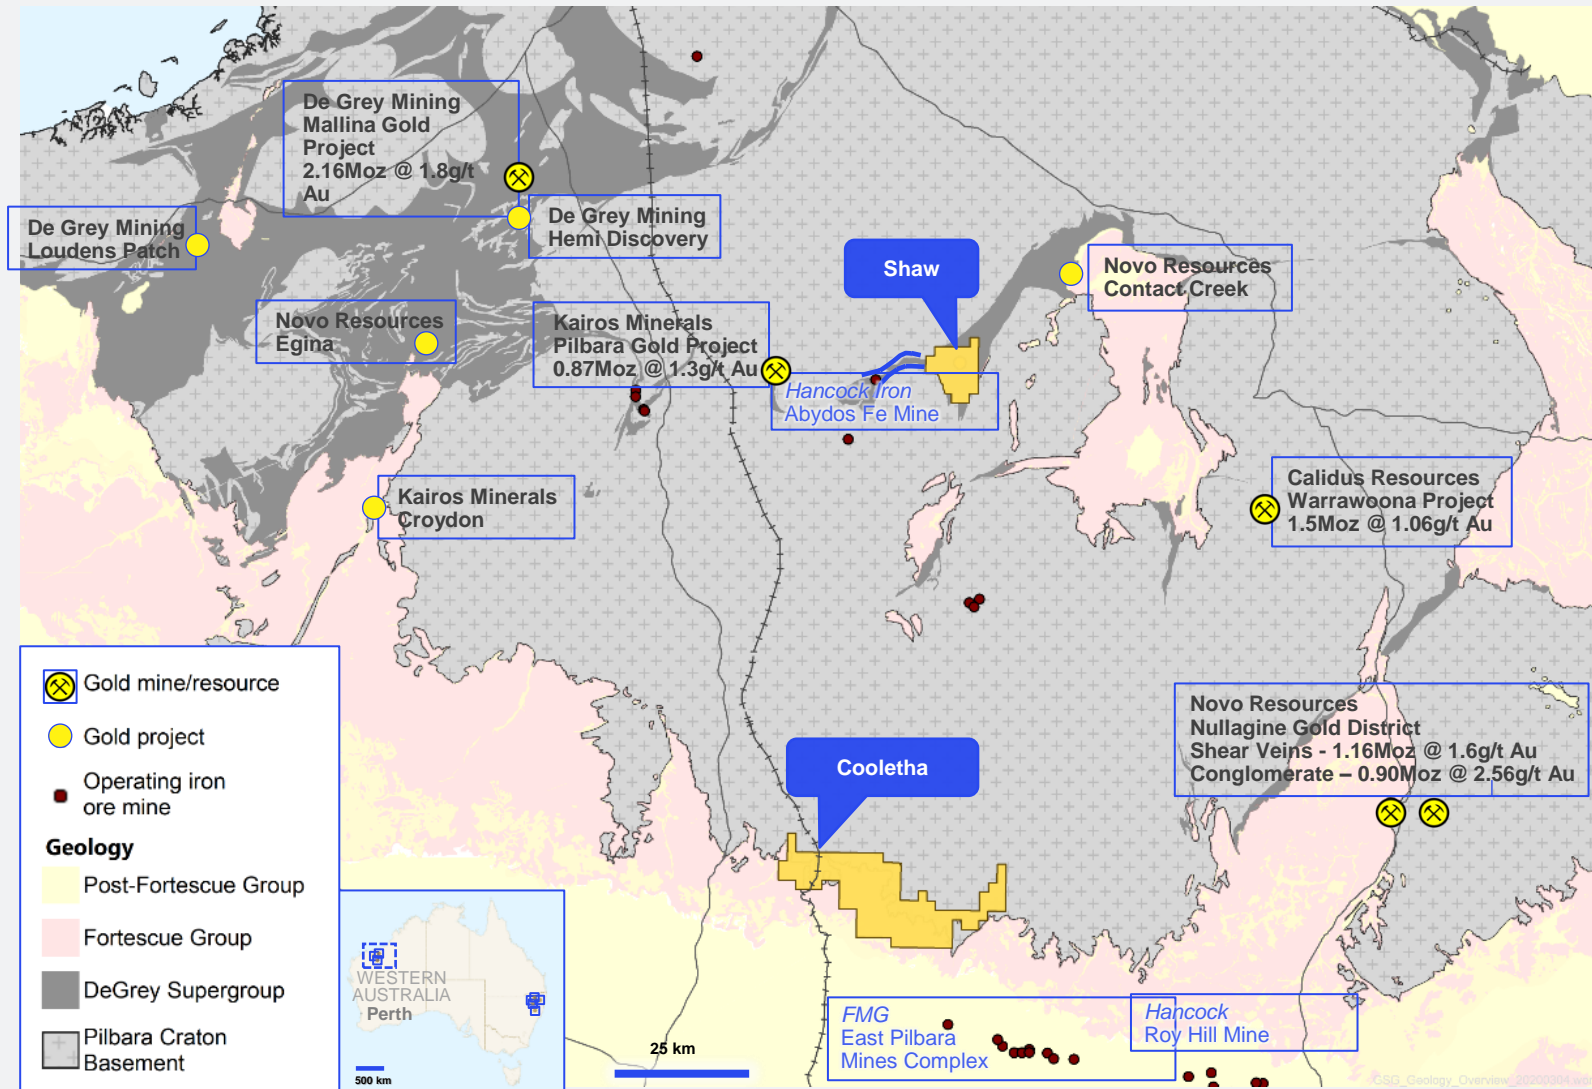 De Grey Mining
Mallina Gold
Project
2.16Moz @ 1.8g/t
Au
De Grey Mining
Loudens Patch
De Grey Mining
Hemi Discovery
Shaw
Novo Resources
Contact Creek
Novo Resources
Egina
Kairos Minerals
Pilbara Gold Project
0.87Moz @ 1.3g/t Au
Hancock Iron
Abydos Fe Mine
Kairos Minerals
Croydon
Calidus Resources
Warrawoona Project
1.5Moz @ 1.06g/t Au
Novo Resources
Nullagine Gold District
Shear Veins - 1.16Moz @ 1.6g/t Au
Conglomerate – 0.90Moz @ 2.56g/t Au
Cooletha
Gold mine/resource
Gold project
Operating iron
ore mine
Geology
Post-Fortescue Group
Fortescue Group
DeGrey Supergroup
Pilbara Craton
Basement
WESTERN
AUSTRALIA
Perth
500 km
25 km
FMG
East Pilbara
Mines Complex
Hancock
Roy Hill Mine